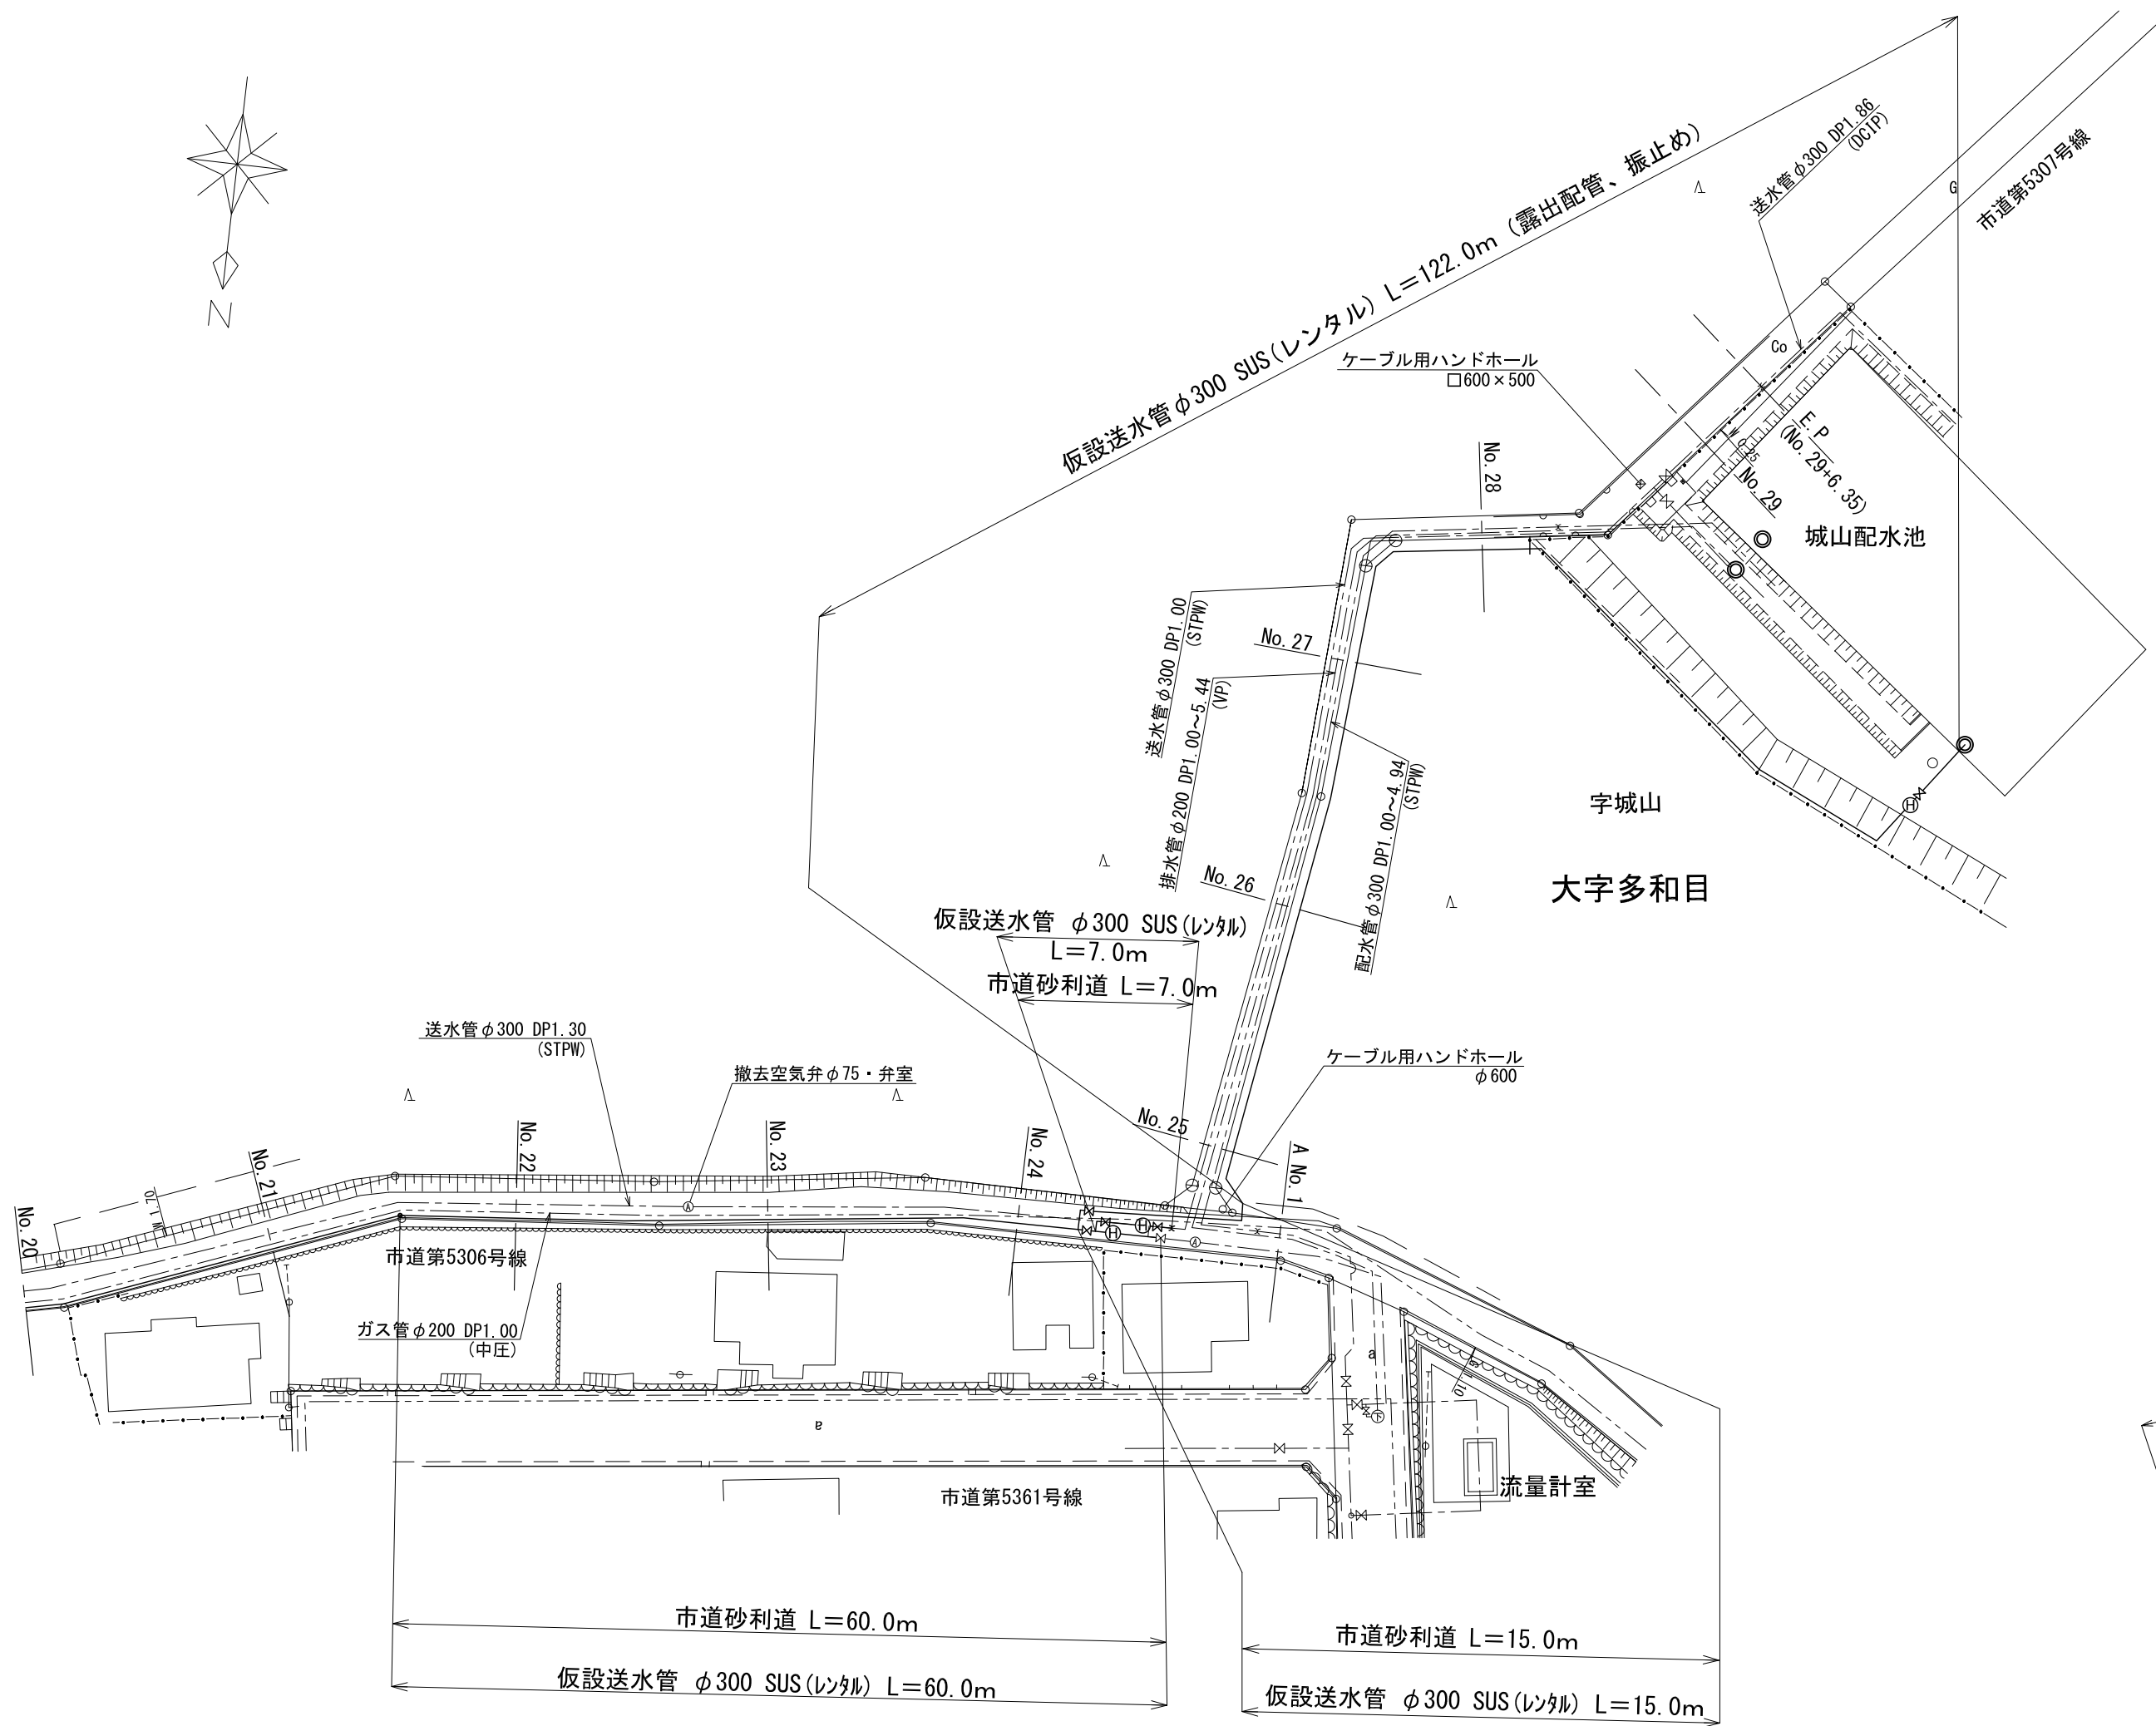 N
仮設送水管φ300 SUS(レンタル) L=122.0m (露出配管、振止め)
送水管φ300 DP1.86
(DCIP)
G
市道第5307号線
ケーブル用ハンドホール
□600×500
Co
E.P
(No.29+6.35)
No.29
No.28
城山配水池
送水管φ300 DP1.00
(STPW)
No.27
排水管φ200 DP1.00～5.44
(VP)
配水管φ300 DP1.00～4.94
(STPW)
字城山
大字多和目
H
No.26
仮設送水管 φ300 SUS(レンタル)
L=7.0m
市道砂利道 L=7.0m
送水管φ300 DP1.30
(STPW)
撤去空気弁φ75・弁室
ケーブル用ハンドホール
φ600
No.20
W 1.70
No.21
No.22
No.23
No.24
No.25
A No.1
A
H
H
A
市道第5306号線
ガス管φ200 DP1.00
(中圧)
a
a
市道第5361号線
流量計室
市道砂利道 L=60.0m
仮設送水管 φ300 SUS(レンタル) L=60.0m
市道砂利道 L=15.0m
仮設送水管 φ300 SUS(レンタル) L=15.0m